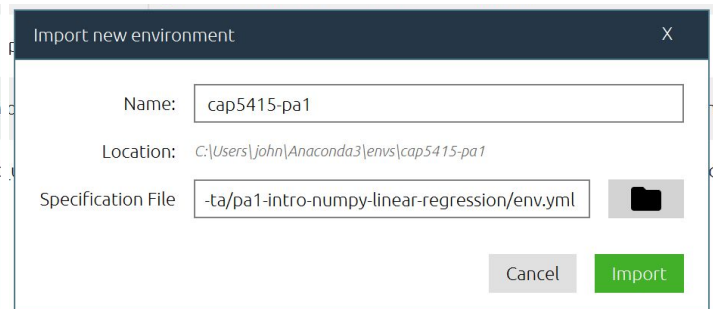 Import new environment X
Name: cap5415-pa1
Location: C:\Users\john\Anaconda3\envs\cap5415-pa1
Specification File -ta/pa1-intro-numpy-linear-regression/env.yml
Cancel Import